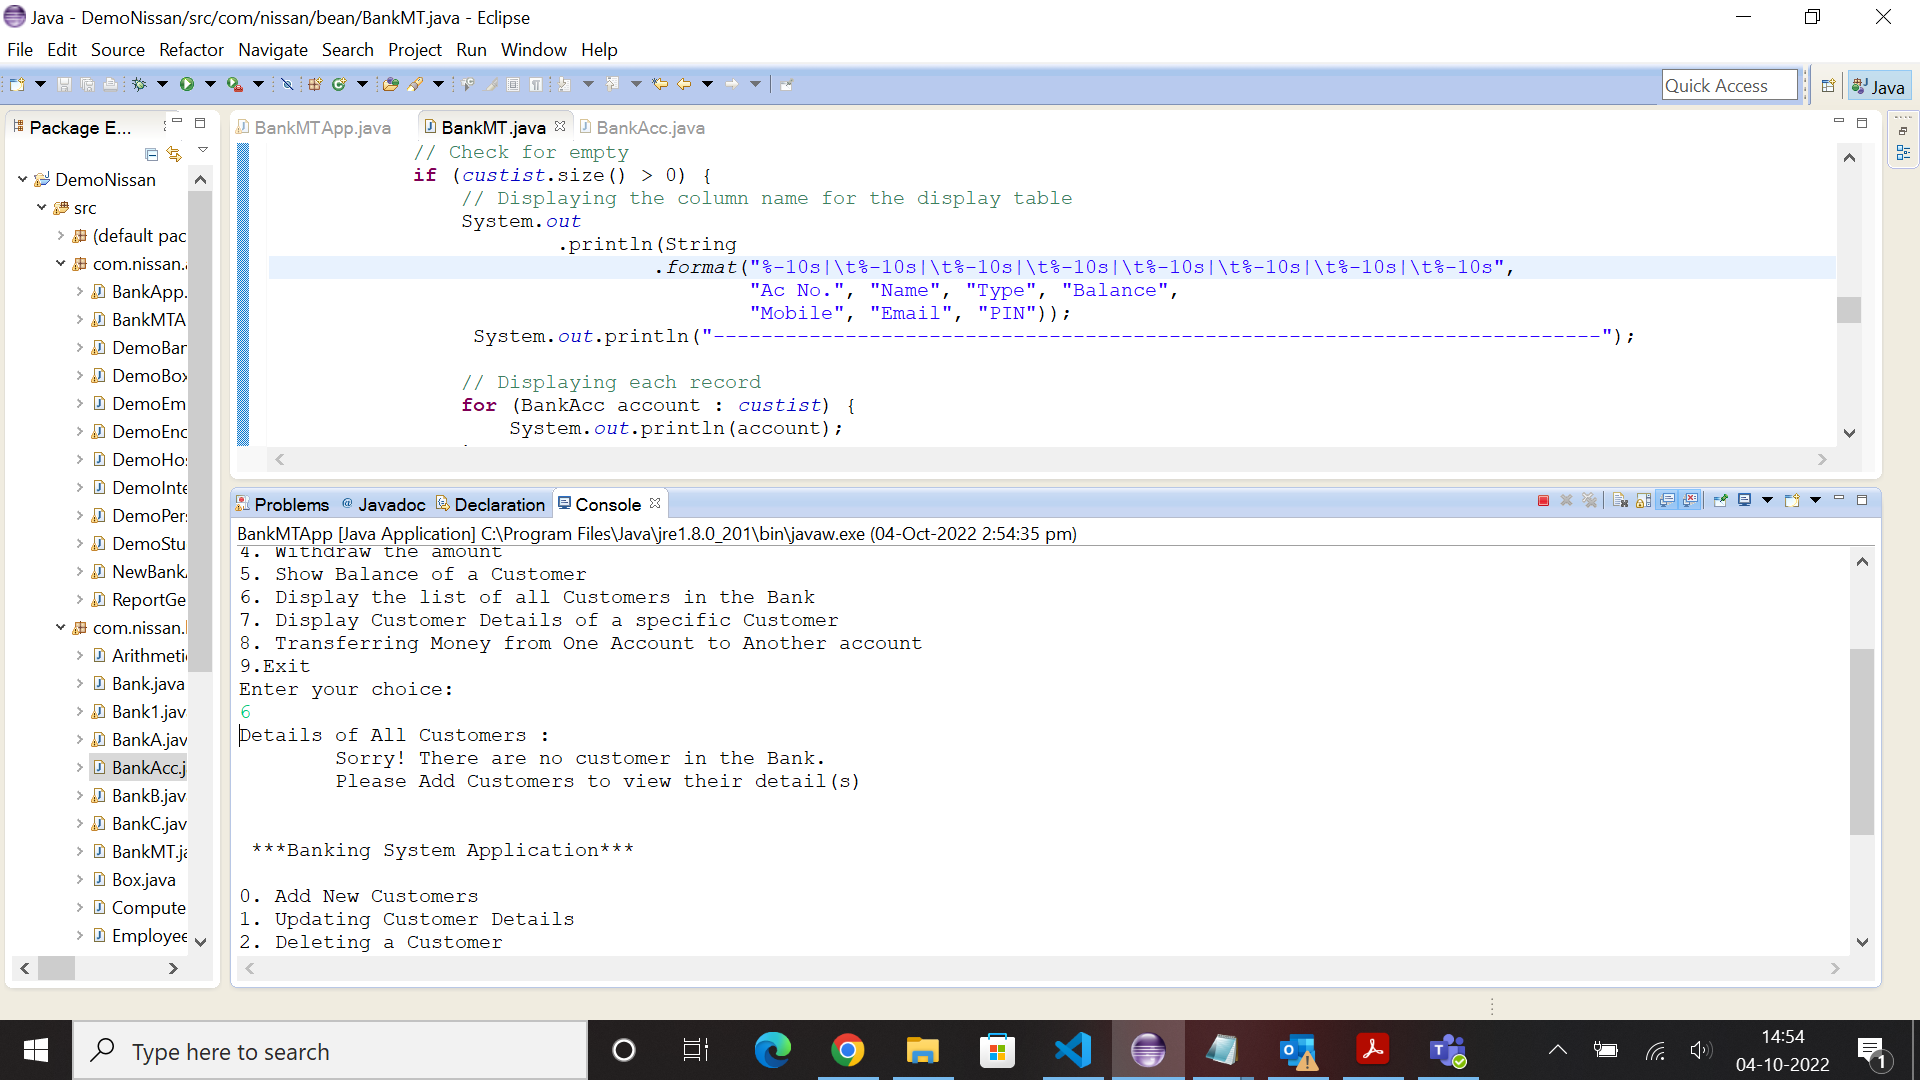 Java - DemoNissan/src/com/nissan/bean/BankMT.java - Eclipse
File Edit Source Refactor Navigate Search Project Run Window Help
Quick Access
Java
Package E...
DemoNissan
src
(default pac
com.nissan.
BankApp.
BankMTA
DemoBan
DemoBox
DemoEm
DemoEnc
DemoHos
DemoInte
DemoPers
DemoStu
NewBank
ReportGe
com.nissan.
Arithmeti
Bank.java
Bank1.jav
BankA.jav
BankAcc.j
BankB.jav
BankC.jav
BankMT.ja
Box.java
Compute
Employee
BankMTApp.java BankMT.java BankAcc.java
// Check for empty
if (custist.size() > 0) {
// Displaying the column name for the display table
System.out
.println(String
.format("%-10s|\t%-10s|\t%-10s|\t%-10s|\t%-10s|\t%-10s|\t%-10s|\t%-10s",
"Ac No.", "Name", "Type", "Balance",
"Mobile", "Email", "PIN"));
System.out.println("--------------------------------------------------------------------------");
// Displaying each record
for (BankAcc account : custist) {
System.out.println(account);
Problems @ Javadoc Declaration Console
BankMTApp [Java Application] C:\Program Files\Java\jre1.8.0_201\bin\javaw.exe (04-Oct-2022 2:54:35 pm)
4. Withdraw the amount
5. Show Balance of a Customer
6. Display the list of all Customers in the Bank
7. Display Customer Details of a specific Customer
8. Transferring Money from One Account to Another account
9.Exit
Enter your choice:
6
Details of All Customers :
Sorry! There are no customer in the Bank.
Please Add Customers to view their detail(s)
***Banking System Application***
0. Add New Customers
1. Updating Customer Details
2. Deleting a Customer
Type here to search
14:54
04-10-2022
1